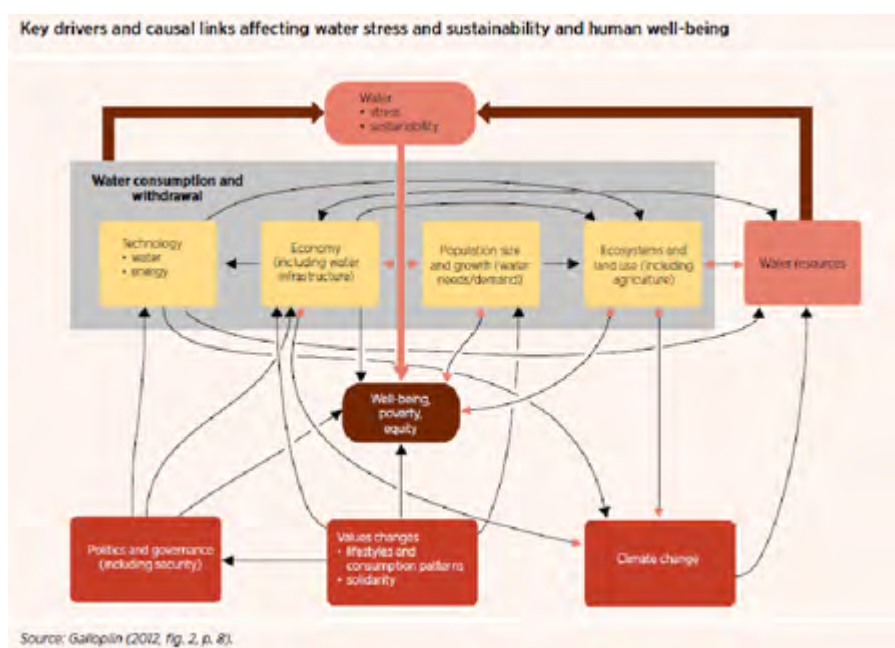 Key drivers and causal links affecting water stress and sustainability and human well-being
Water
• stress
• sustainability
Water consumption and
withdrawal
Technology
• water
• energy
Economy
(including water
infrastructure)
Population size
and growth (water
needs/demand)
Ecosystems and
land use (including
agriculture)
Water resources
Well-being,
poverty,
equity
Politics and governance
(including security)
Values changes
• lifestyles and
consumption patterns
• solidarity
Climate change
Source: Gallopín (2012, fig. 2, p. 8).